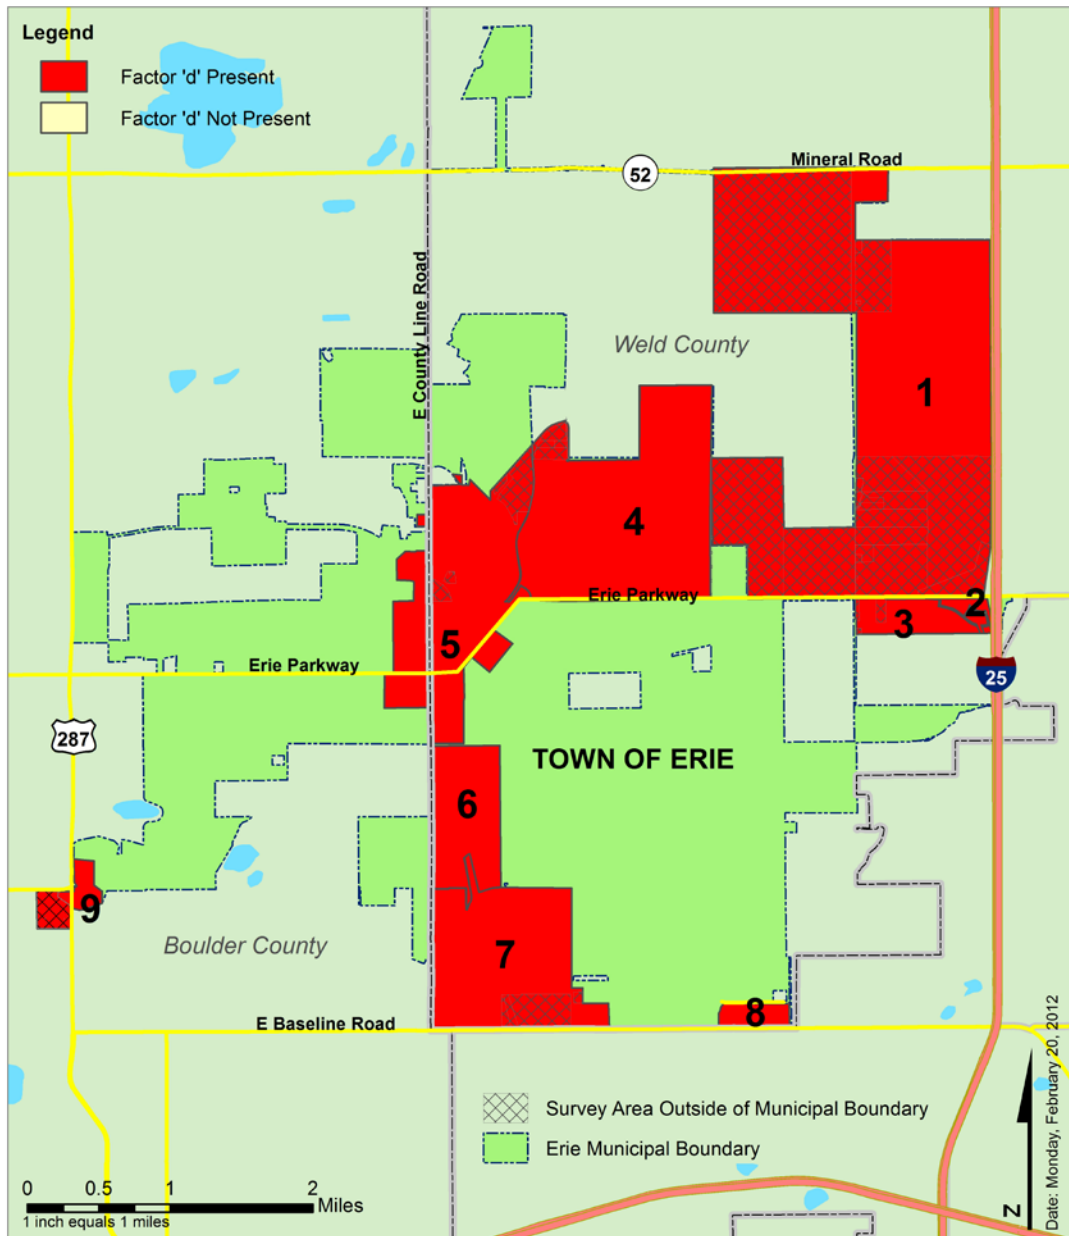 Legend
Factor 'd' Present
Factor 'd' Not Present
Mineral Road
52
E County Line Road
Weld County
1
4
Erie Parkway
2
3
5
Erie Parkway
25
287
TOWN OF ERIE
6
9
Boulder County
7
8
E Baseline Road
Survey Area Outside of Municipal Boundary
Erie Municipal Boundary
0 0.5 1 2
Miles
1 inch equals 1 miles
N
Date: Monday, February 20, 2012